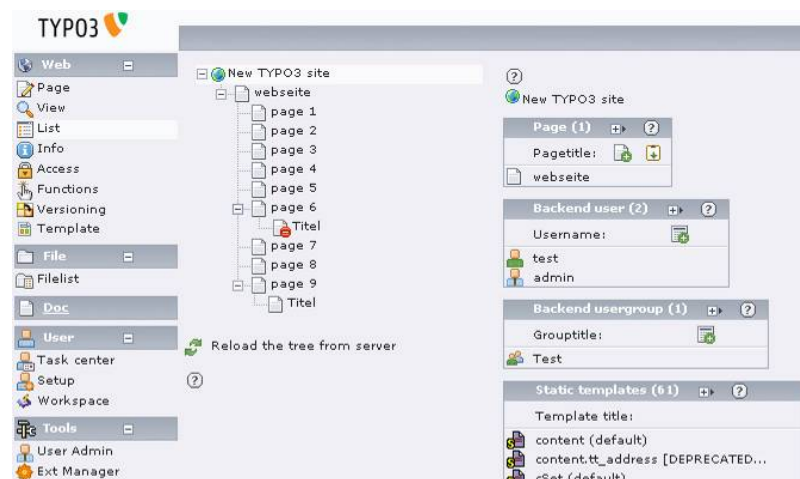 TYPO3
Web
Page
View
List
Info
Access
Functions
Versioning
Template
File
Filelist
Doc
User
Task center
Setup
Workspace
Tools
User Admin
Ext Manager
New TYPO3 site
webseite
page 1
page 2
page 3
page 4
page 5
page 6
Titel
page 7
page 8
page 9
Titel
Reload the tree from server
New TYPO3 site
Page (1)
Pagetitle:
webseite
Backend user (2)
Username:
test
admin
Backend usergroup (1)
Grouptitle:
Test
Static templates (61)
Template title:
content (default)
content.tt_address [DEPRECATED...
cSet (default)